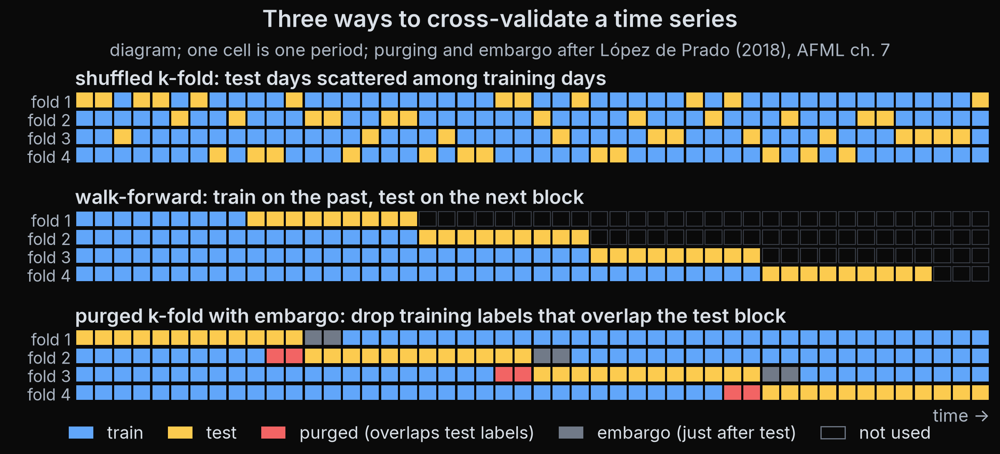 Three ways to cross-validate a time series
diagram; one cell is one period; purging and embargo after López de Prado (2018), AFML ch. 7
shuffled k-fold: test days scattered among training days
fold 1
fold 2
fold 3
fold 4
walk-forward: train on the past, test on the next block
fold 1
fold 2
fold 3
fold 4
purged k-fold with embargo: drop training labels that overlap the test block
fold 1
fold 2
fold 3
fold 4
time →
train
test
purged (overlaps test labels)
embargo (just after test)
not used